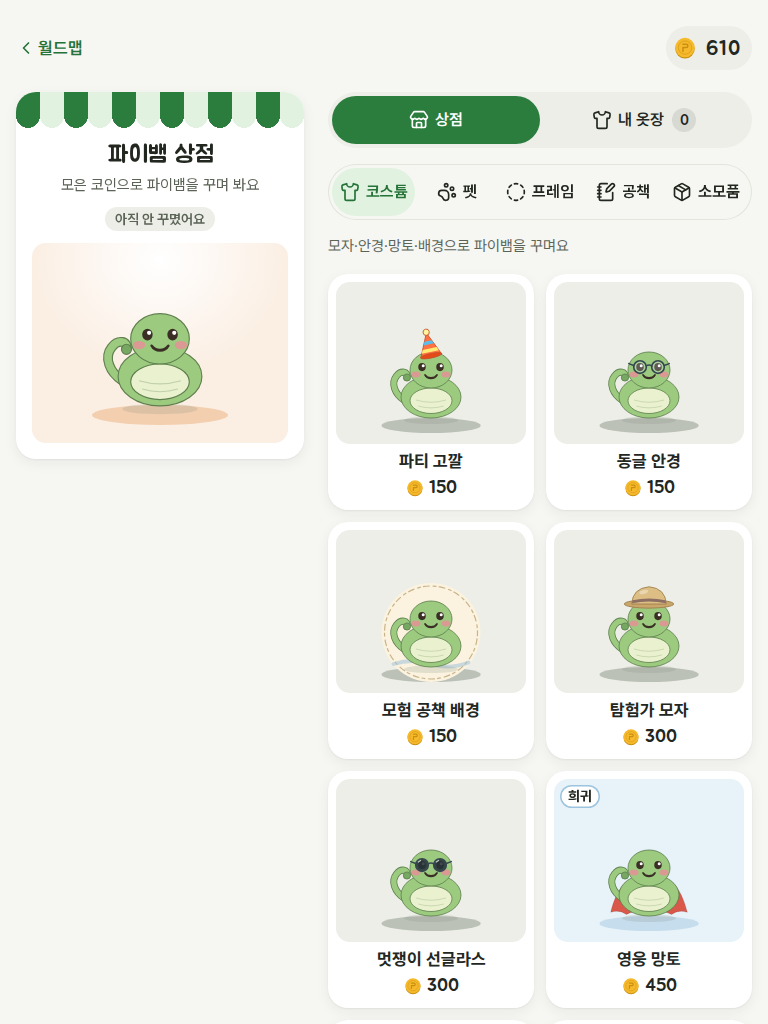 월드맵
610
파이뱀 상점
모은 코인으로 파이뱀을 꾸며 봐요
아직 안 꾸몄어요
상점
내 옷장 0
코스튬
펫
프레임
공책
소모품
모자·안경·망토·배경으로 파이뱀을 꾸며요
파티 고깔
150
동글 안경
150
모험 공책 배경
150
탐험가 모자
300
멋쟁이 선글라스
300
희귀
영웅 망토
450